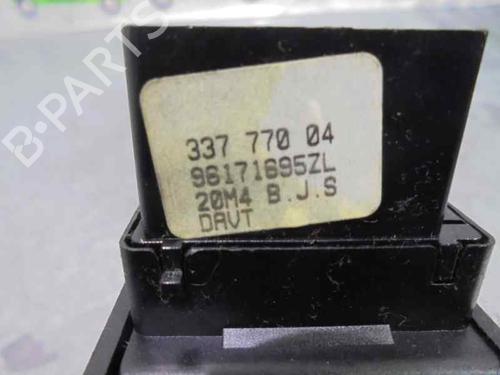 337 770 04
96171695ZL
20M4 B.J.S
DAVT
B-PARTS